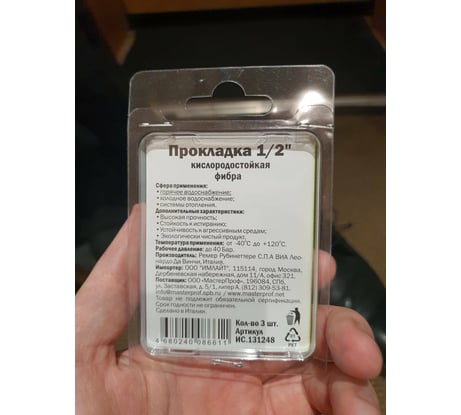 Прокладка 1/2"
кислородостойкая
фибра
Сфера применения:
• горячее водоснабжение;
• холодное водоснабжение;
• системы отопления.
Дополнительные характеристики:
• Высокая прочность;
• Стойкость к истиранию;
• Устойчивость к агрессивным средам;
• Экологически чистый продукт.
Температура применения: от -40˚С до +120˚С.
Рабочее давление: до 40 Бар.
Производитель: Ремер Рубинеттере С.П.А ВИА Лео-
нардо Да Винчи, Италия.
Импортер: ООО "ИМЛАЙТ", 115114, город Москва,
Дербеневская набережная, дом 11/А, офис 321.
Поставщик: ООО «МастерПроф», 196084, СПб,
ул. Заставская, д. 5/1, литер А, (812) 309-53-81,
info@masterprof.spb.ru / www.masterprof.net
Товар не подлежит обязательной сертификации.
Срок годности не ограничен.
Сделано в Италии.
Кол-во 3 шт.
Артикул
ИС.131248
4 680240 086611
PET